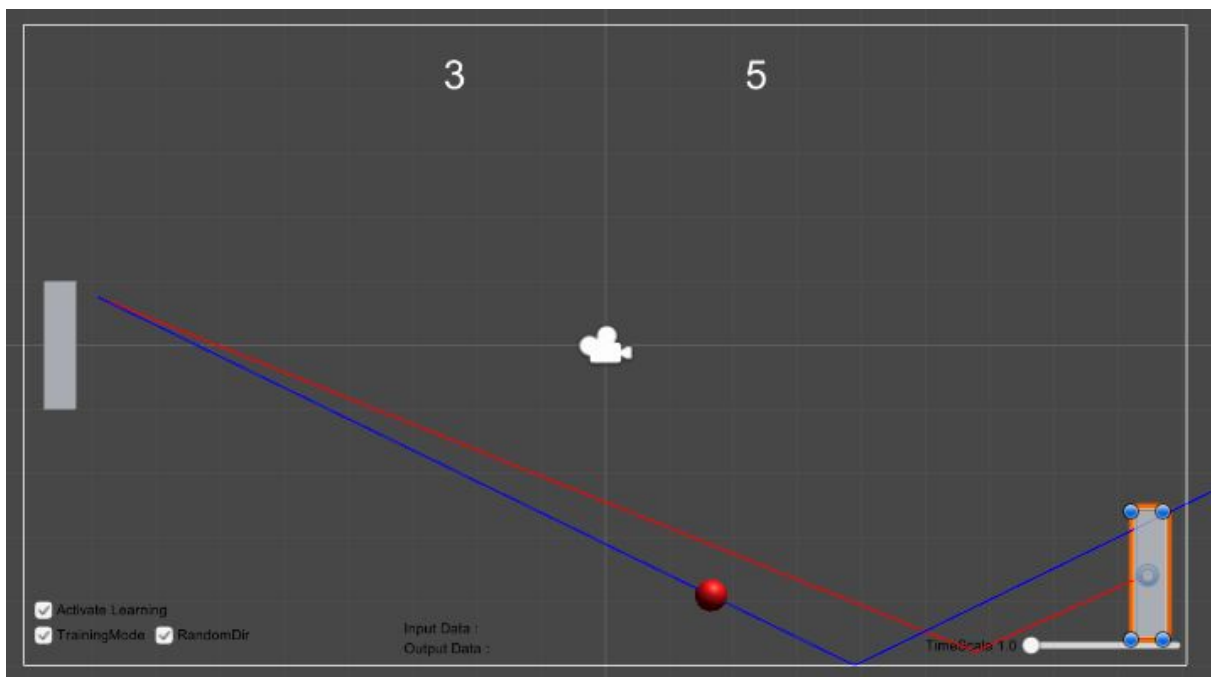 3 5
Activate Learning
TrainingMode RandomDir
Input Data :
Output Data :
TimeScale 1.0